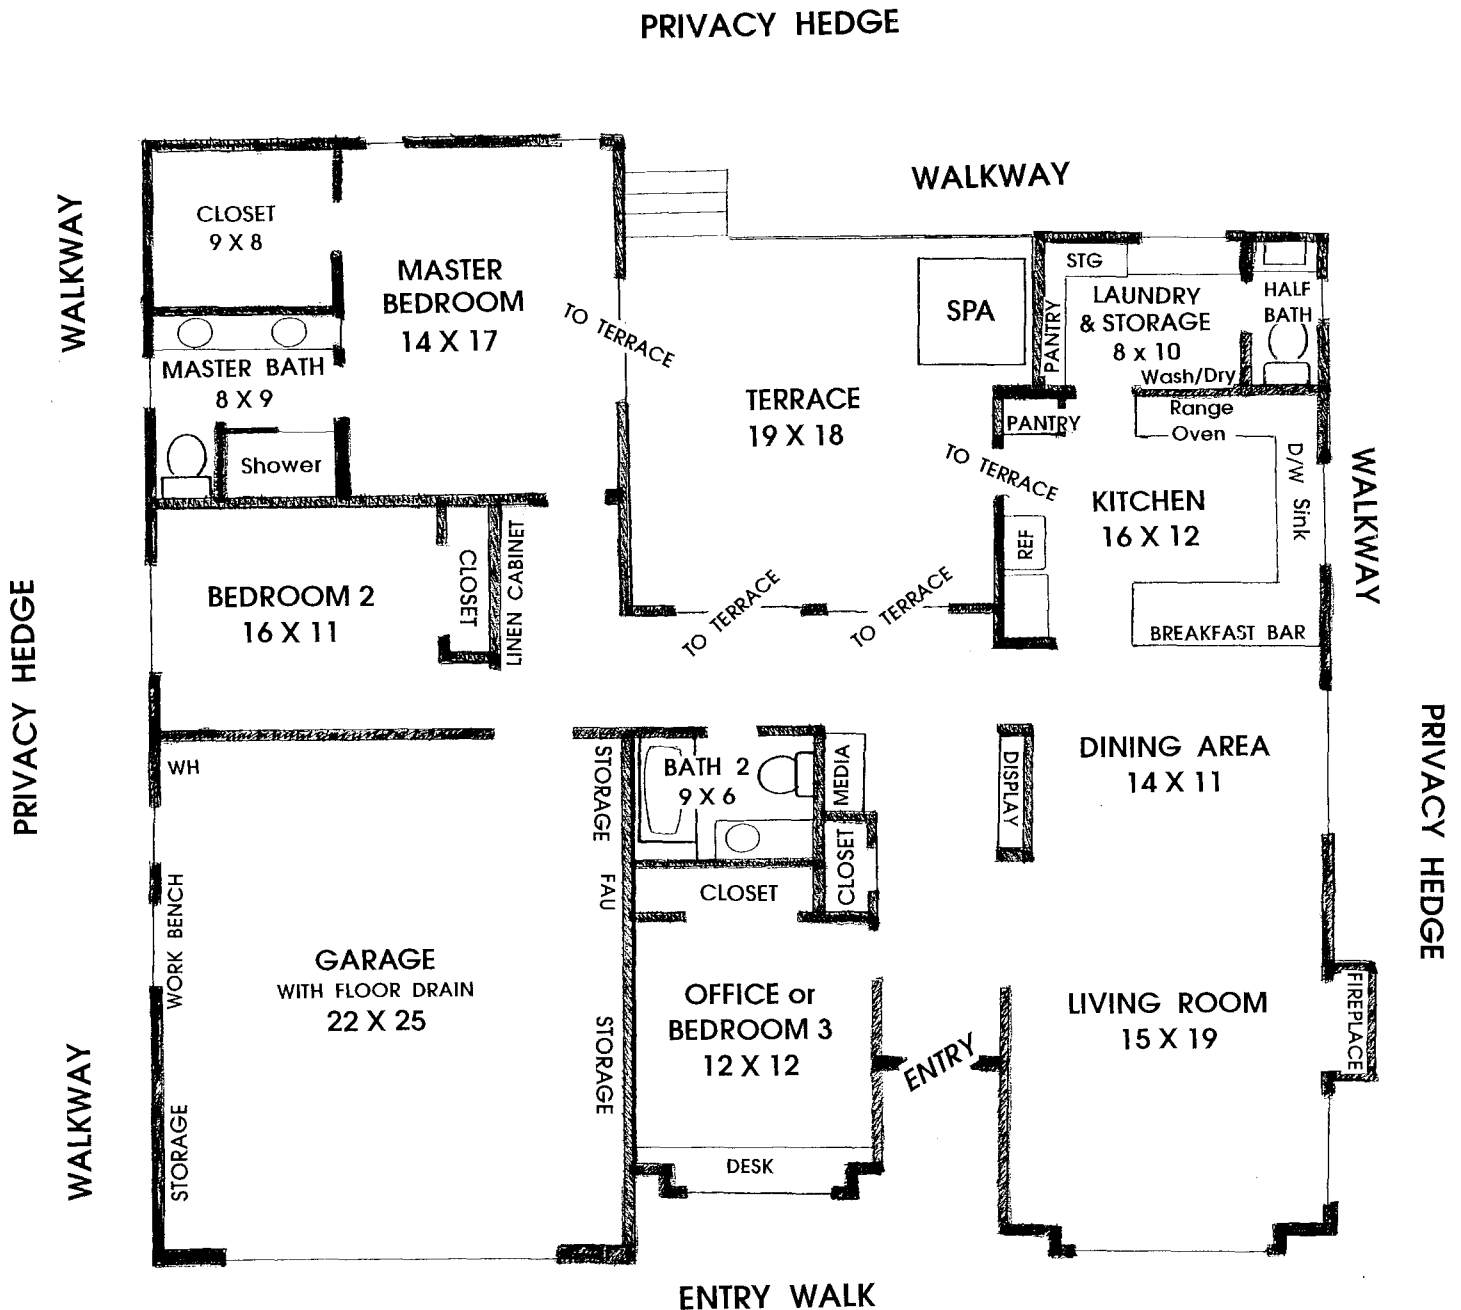 PRIVACY HEDGE
WALKWAY
WALKWAY
CLOSET
9 X 8
MASTER
BEDROOM
14 X 17
TO TERRACE
SPA
STG
PANTRY
LAUNDRY
& STORAGE
8 x 10
Wash/Dry
HALF
BATH
MASTER BATH
8 X 9
Shower
TERRACE
19 X 18
PANTRY
Range
Oven
TO TERRACE
D/W Sink
KITCHEN
16 X 12
REF
WALKWAY
BREAKFAST BAR
BEDROOM 2
16 X 11
CLOSET
LINEN CABINET
TO TERRACE
TO TERRACE
PRIVACY HEDGE
WH
STORAGE
BATH 2
9 X 6
MEDIA
DISPLAY
DINING AREA
14 X 11
PRIVACY HEDGE
WORK BENCH
FAU
CLOSET
CLOSET
GARAGE
WITH FLOOR DRAIN
22 X 25
OFFICE or
BEDROOM 3
12 X 12
LIVING ROOM
15 X 19
FIREPLACE
ENTRY
STORAGE
WALKWAY
STORAGE
DESK
ENTRY WALK